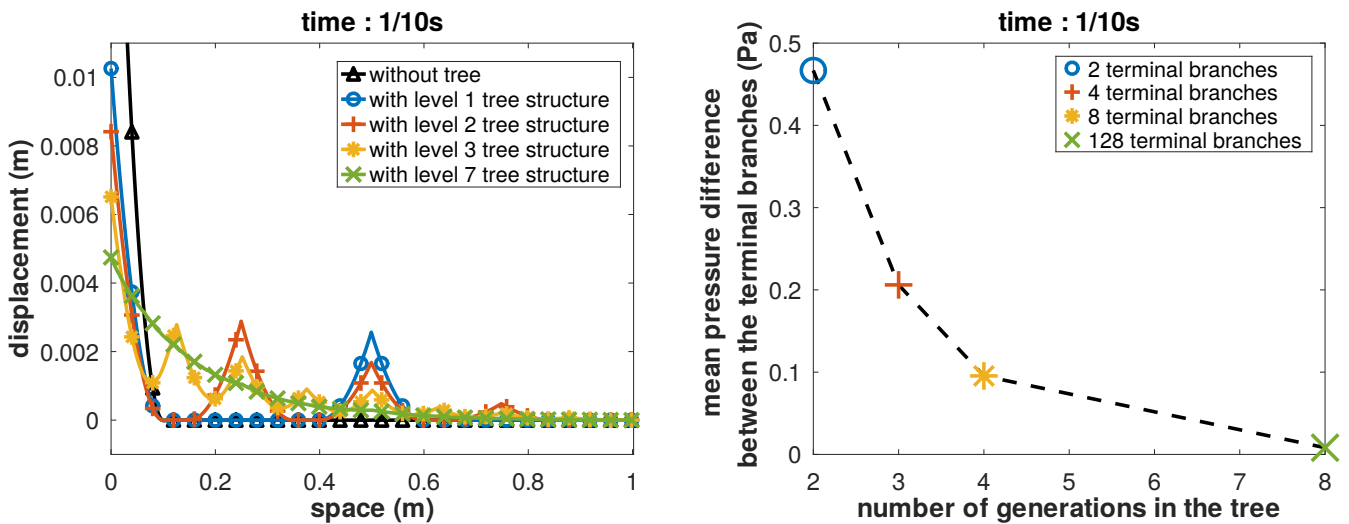 time : 1/10s
displacement (m)
0.01
0.008
0.006
0.004
0.002
0
without tree
with level 1 tree structure
with level 2 tree structure
with level 3 tree structure
with level 7 tree structure
0
0.2
0.4
0.6
0.8
1
space (m)
time : 1/10s
mean pressure difference
between the terminal branches (Pa)
0.5
0.4
0.3
0.2
0.1
0
2 terminal branches
4 terminal branches
8 terminal branches
128 terminal branches
2
3
4
5
6
7
8
number of generations in the tree